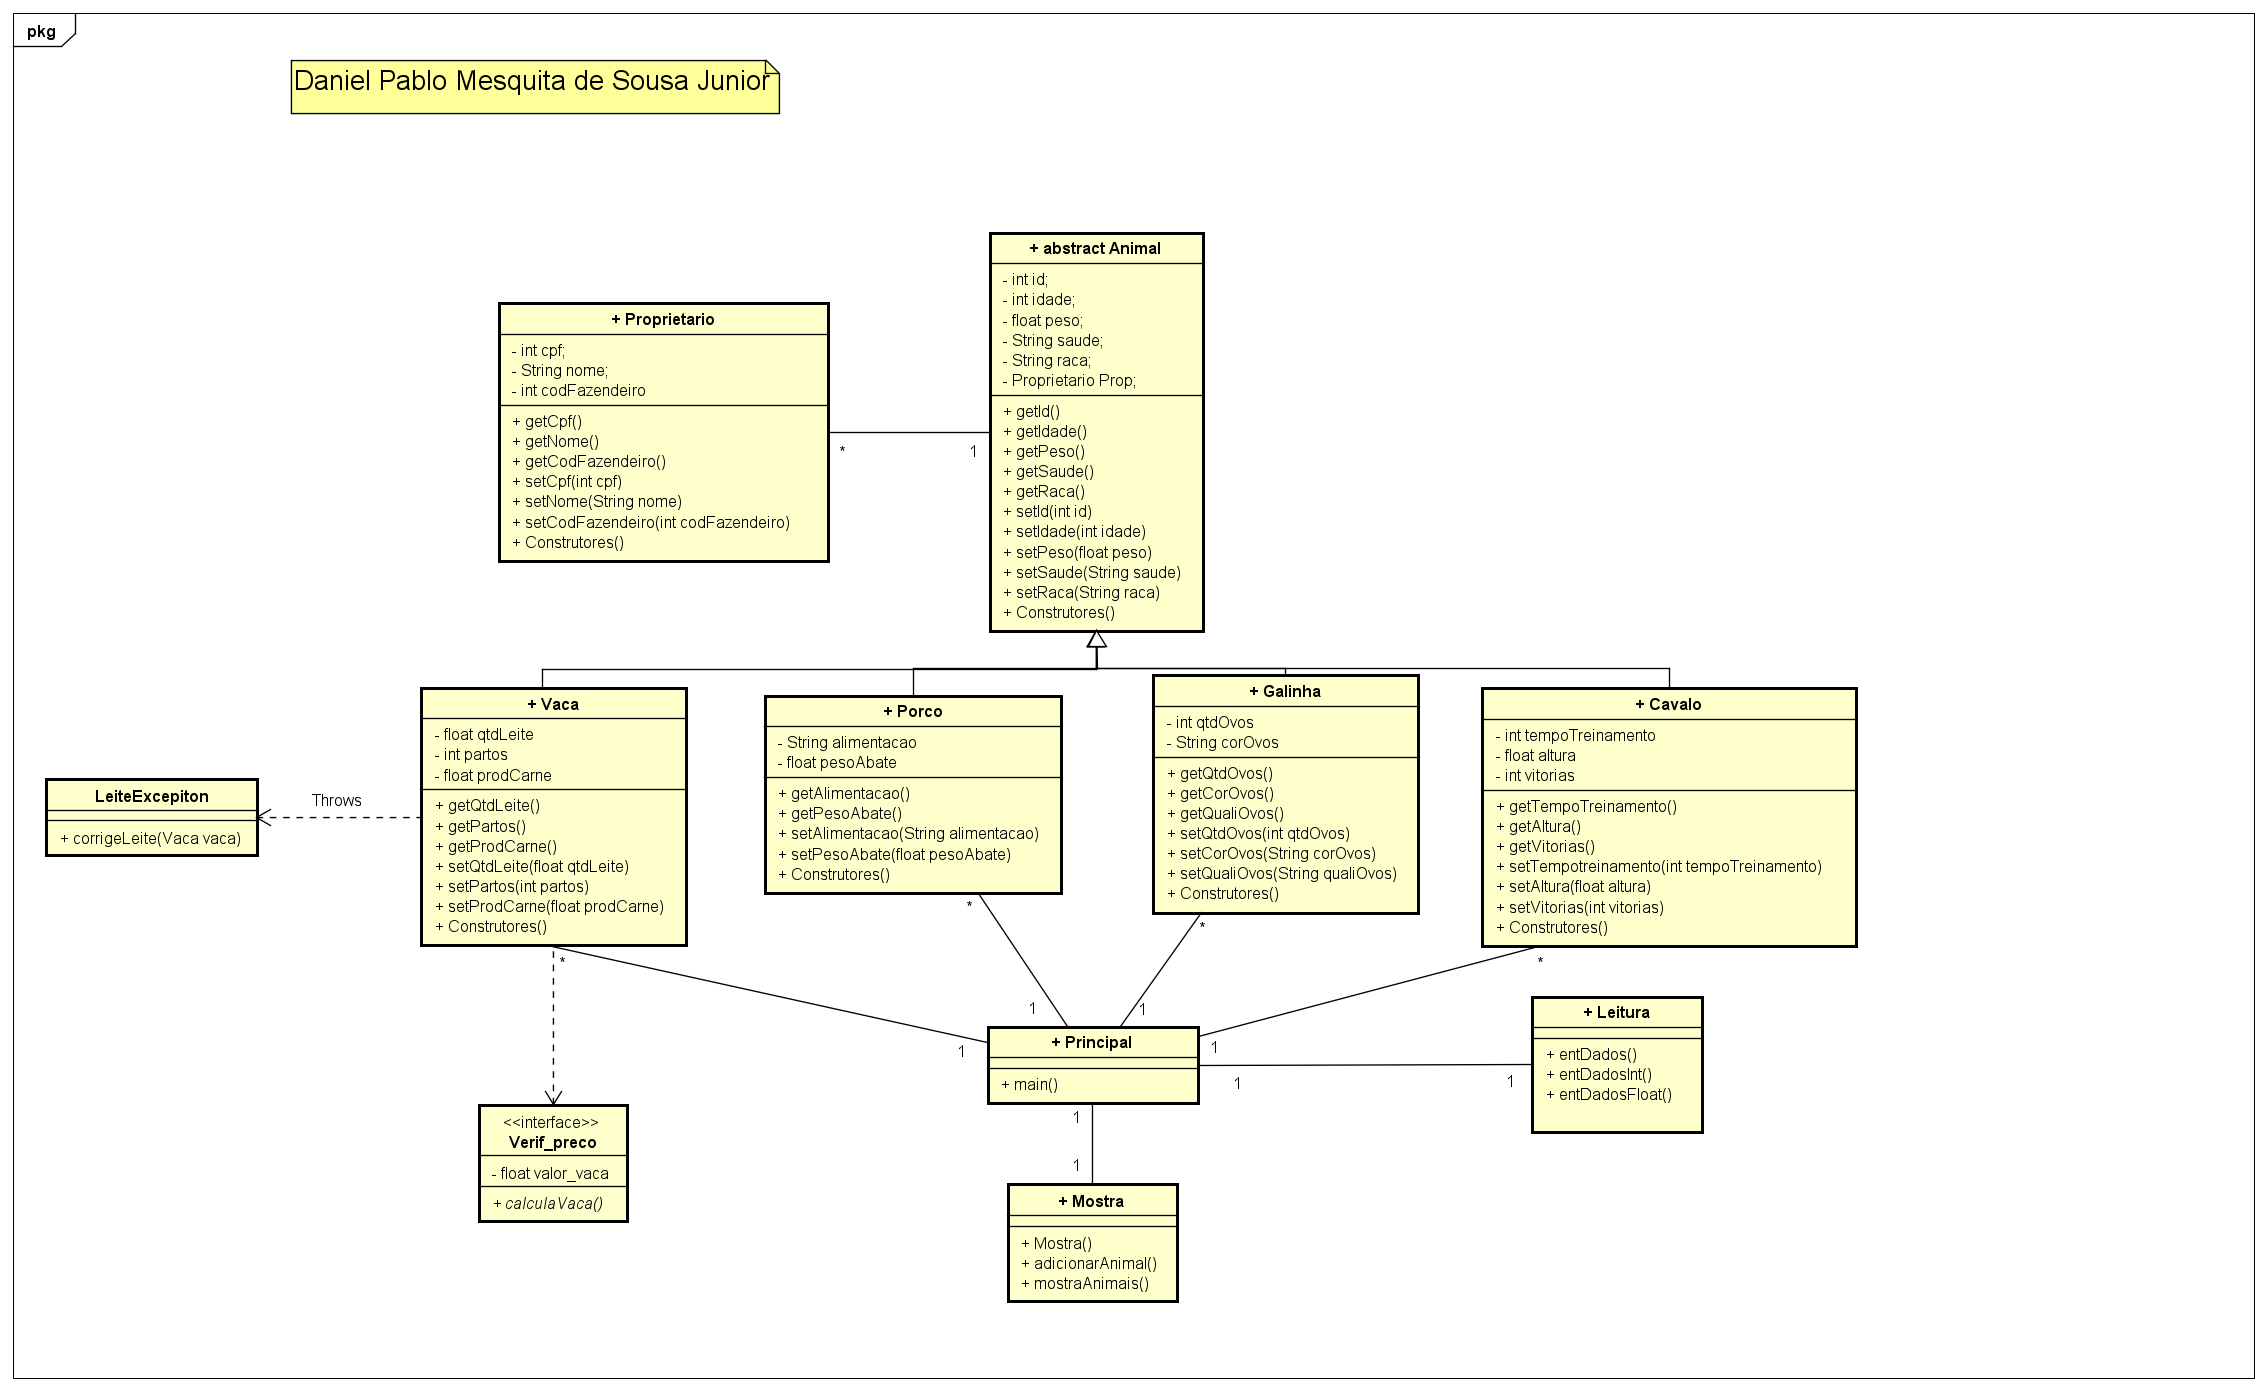 pkg
Daniel Pablo Mesquita de Sousa Junior
+ abstract Animal
- int id;
- int idade;
- float peso;
- String saude;
- String raca;
- Proprietario Prop;
+ getId()
+ getIdade()
+ getPeso()
+ getSaude()
+ getRaca()
+ setId(int id)
+ setIdade(int idade)
+ setPeso(float peso)
+ setSaude(String saude)
+ setRaca(String raca)
+ Construtores()
+ Proprietario
- int cpf;
- String nome;
- int codFazendeiro
+ getCpf()
+ getNome()
+ getCodFazendeiro()
+ setCpf(int cpf)
+ setNome(String nome)
+ setCodFazendeiro(int codFazendeiro)
+ Construtores()
*
1
LeiteExcepiton
+ corrigeLeite(Vaca vaca)
Throws
+ Vaca
- float qtdLeite
- int partos
- float prodCarne
+ getQtdLeite()
+ getPartos()
+ getProdCarne()
+ setQtdLeite(float qtdLeite)
+ setPartos(int partos)
+ setProdCarne(float prodCarne)
+ Construtores()
+ Porco
- String alimentacao
- float pesoAbate
+ getAlimentacao()
+ getPesoAbate()
+ setAlimentacao(String alimentacao)
+ setPesoAbate(float pesoAbate)
+ Construtores()
+ Galinha
- int qtdOvos
- String corOvos
+ getQtdOvos()
+ getCorOvos()
+ getQualiOvos()
+ setQtdOvos(int qtdOvos)
+ setCorOvos(String corOvos)
+ setQualiOvos(String qualiOvos)
+ Construtores()
+ Cavalo
- int tempoTreinamento
- float altura
- int vitorias
+ getTempoTreinamento()
+ getAltura()
+ getVitorias()
+ setTempotreinamento(int tempoTreinamento)
+ setAltura(float altura)
+ setVitorias(int vitorias)
+ Construtores()
*
*
*
*
1
1
1
1
+ Principal
+ main()
1
1
+ Leitura
+ entDados()
+ entDadosInt()
+ entDadosFloat()
1
1
<<interface>>
Verif_preco
- float valor_vaca
+ calculaVaca()
+ Mostra
+ Mostra()
+ adicionarAnimal()
+ mostraAnimais()